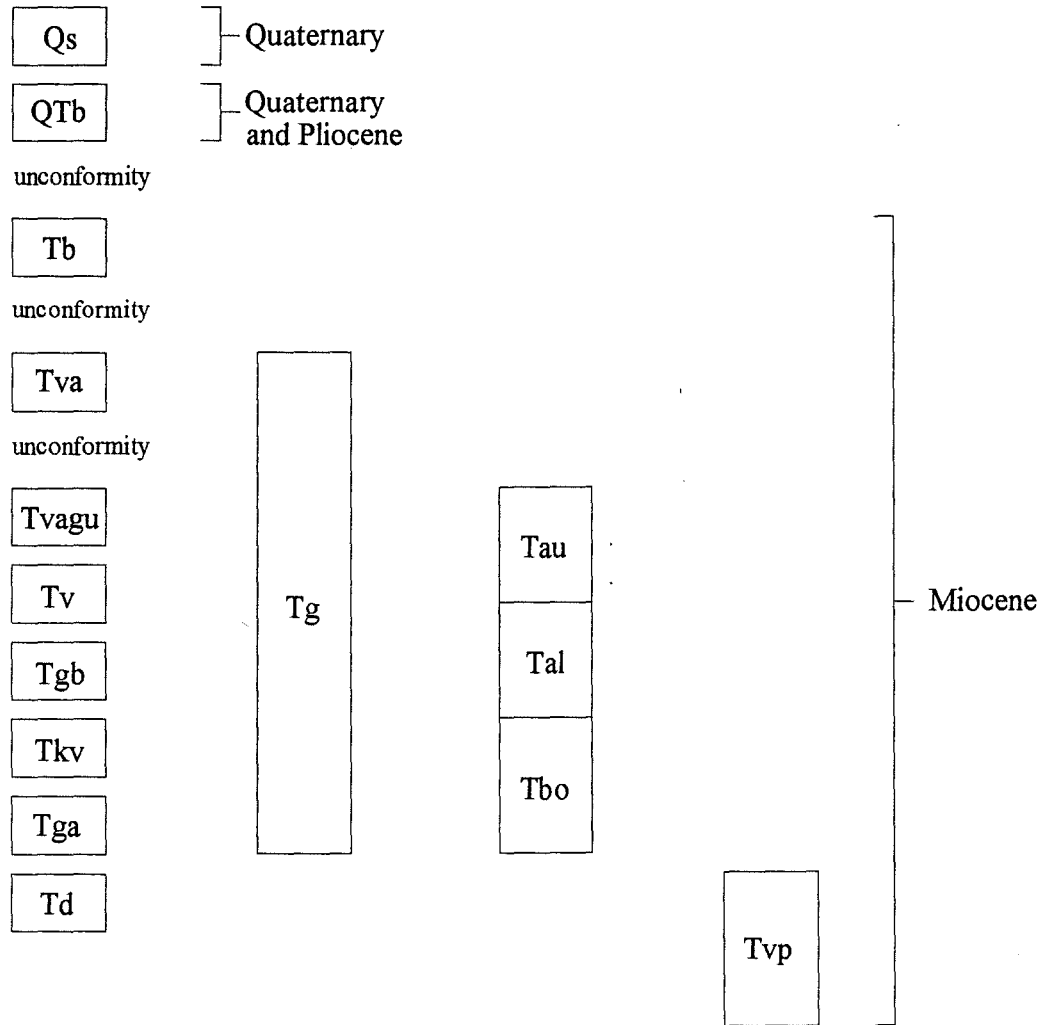 Qs
Quaternary
QTb
Quaternary
and Pliocene
unconformity
Tb
unconformity
Tva
unconformity
Tvagu
Tau
Tv
Tg
Miocene
Tgb
Tal
Tkv
Tbo
Tga
Td
Tvp